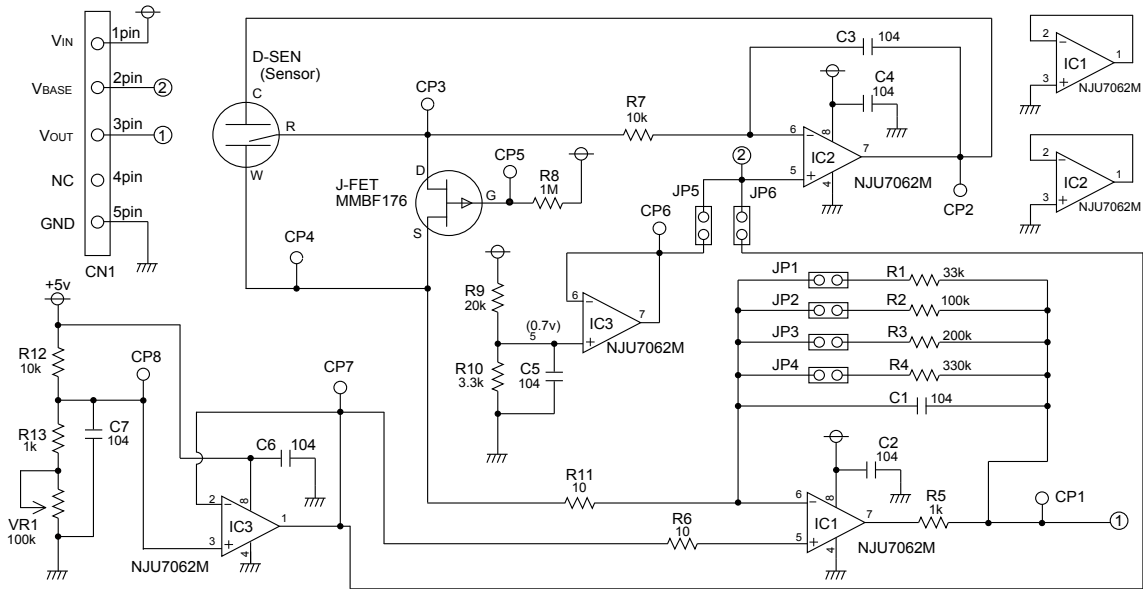 VIN
1pin
VBASE
2pin
②
VOUT
3pin
①
NC
4pin
GND
5pin
CN1
D-SEN
(Sensor)
C
R
W
CP3
R7
10k
C3
104
C4
104
8
6
7
5
4
IC2
NJU7062M
CP2
②
JP5
JP6
J-FET
MMBF176
D
G
S
CP5
R8
1M
CP6
CP4
2
1
3
IC1
NJU7062M
2
1
3
IC2
NJU7062M
R9
20k
(0.7v)
5
6
7
IC3
NJU7062M
R10
3.3k
C5
104
JP1
R1
33k
JP2
R2
100k
JP3
R3
200k
JP4
R4
330k
C1
104
+5v
R12
10k
CP8
CP7
R13
1k
C7
104
VR1
100k
C6
104
2
8
1
3
4
IC3
NJU7062M
R11
10
R6
10
C2
104
6
8
7
5
4
IC1
NJU7062M
R5
1k
CP1
①